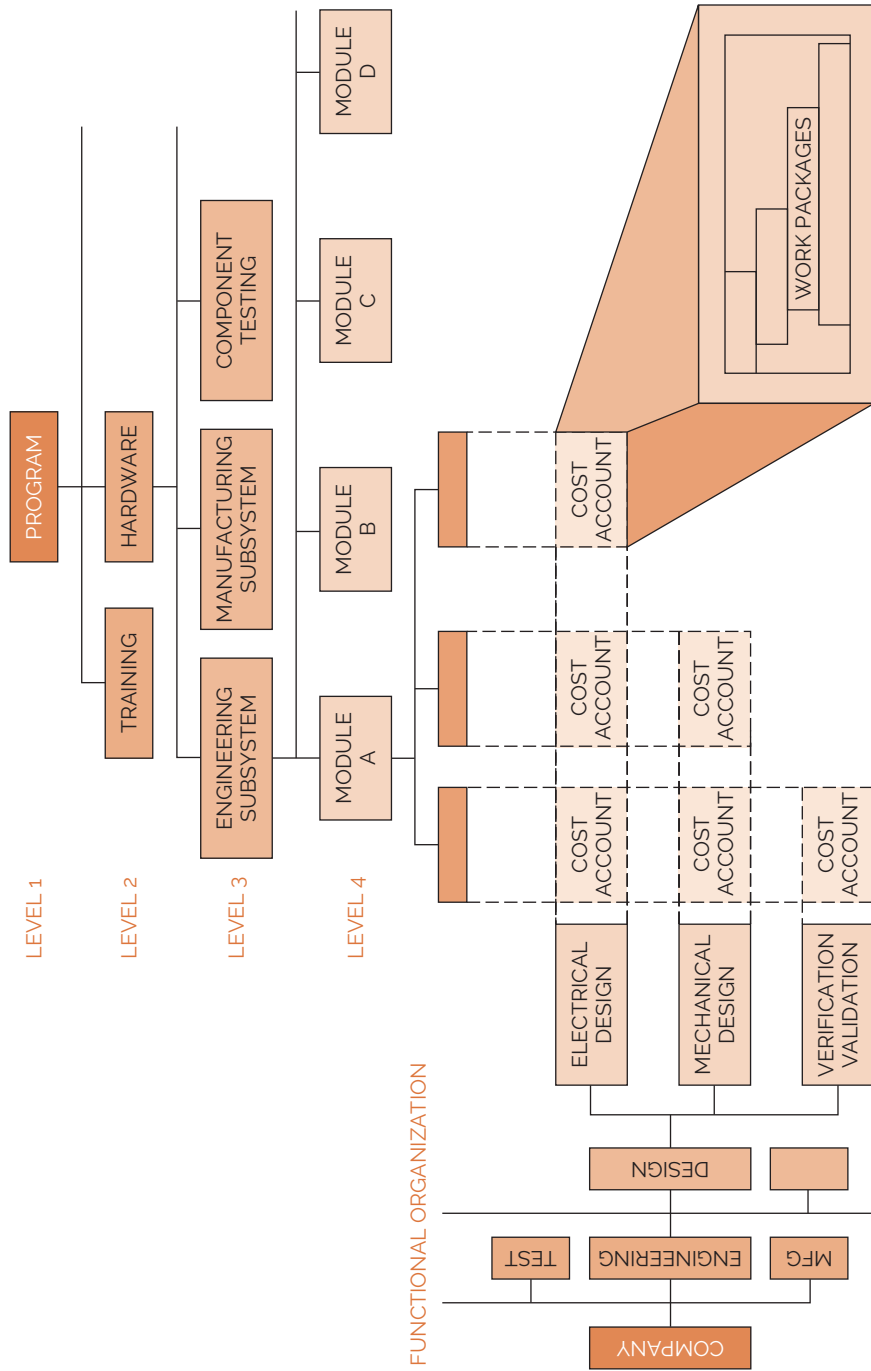 PROGRAM
LEVEL 1
TRAINING
HARDWARE
LEVEL 2
ENGINEERING
SUBSYSTEM
MANUFACTURING
SUBSYSTEM
COMPONENT
TESTING
LEVEL 3
MODULE
A
MODULE
B
MODULE
C
MODULE
D
LEVEL 4
FUNCTIONAL ORGANIZATION
COMPANY
TEST
ENGINEERING
MFG
DESIGN
ELECTRICAL
DESIGN
COST
ACCOUNT
COST
ACCOUNT
COST
ACCOUNT
MECHANICAL
DESIGN
COST
ACCOUNT
COST
ACCOUNT
VERIFICATION
VALIDATION
COST
ACCOUNT
WORK PACKAGES